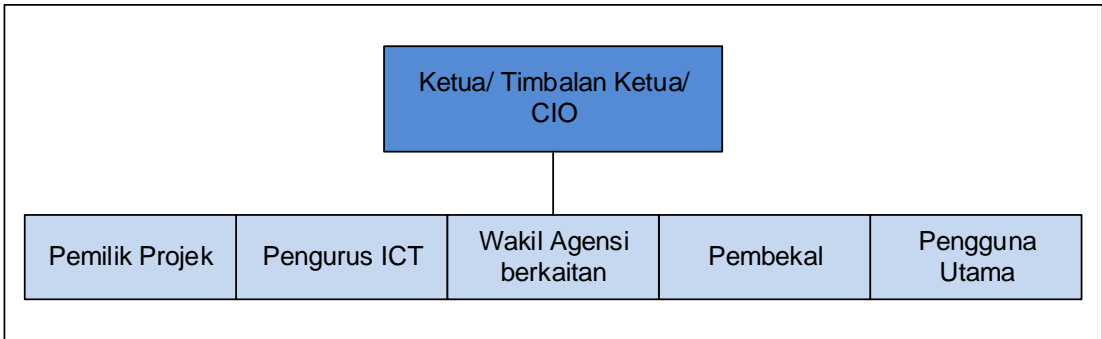 Ketua/ Timbalan Ketua/
CIO
Pemilik Projek
Pengurus ICT
Wakil Agensi
berkaitan
Pembekal
Pengguna
Utama